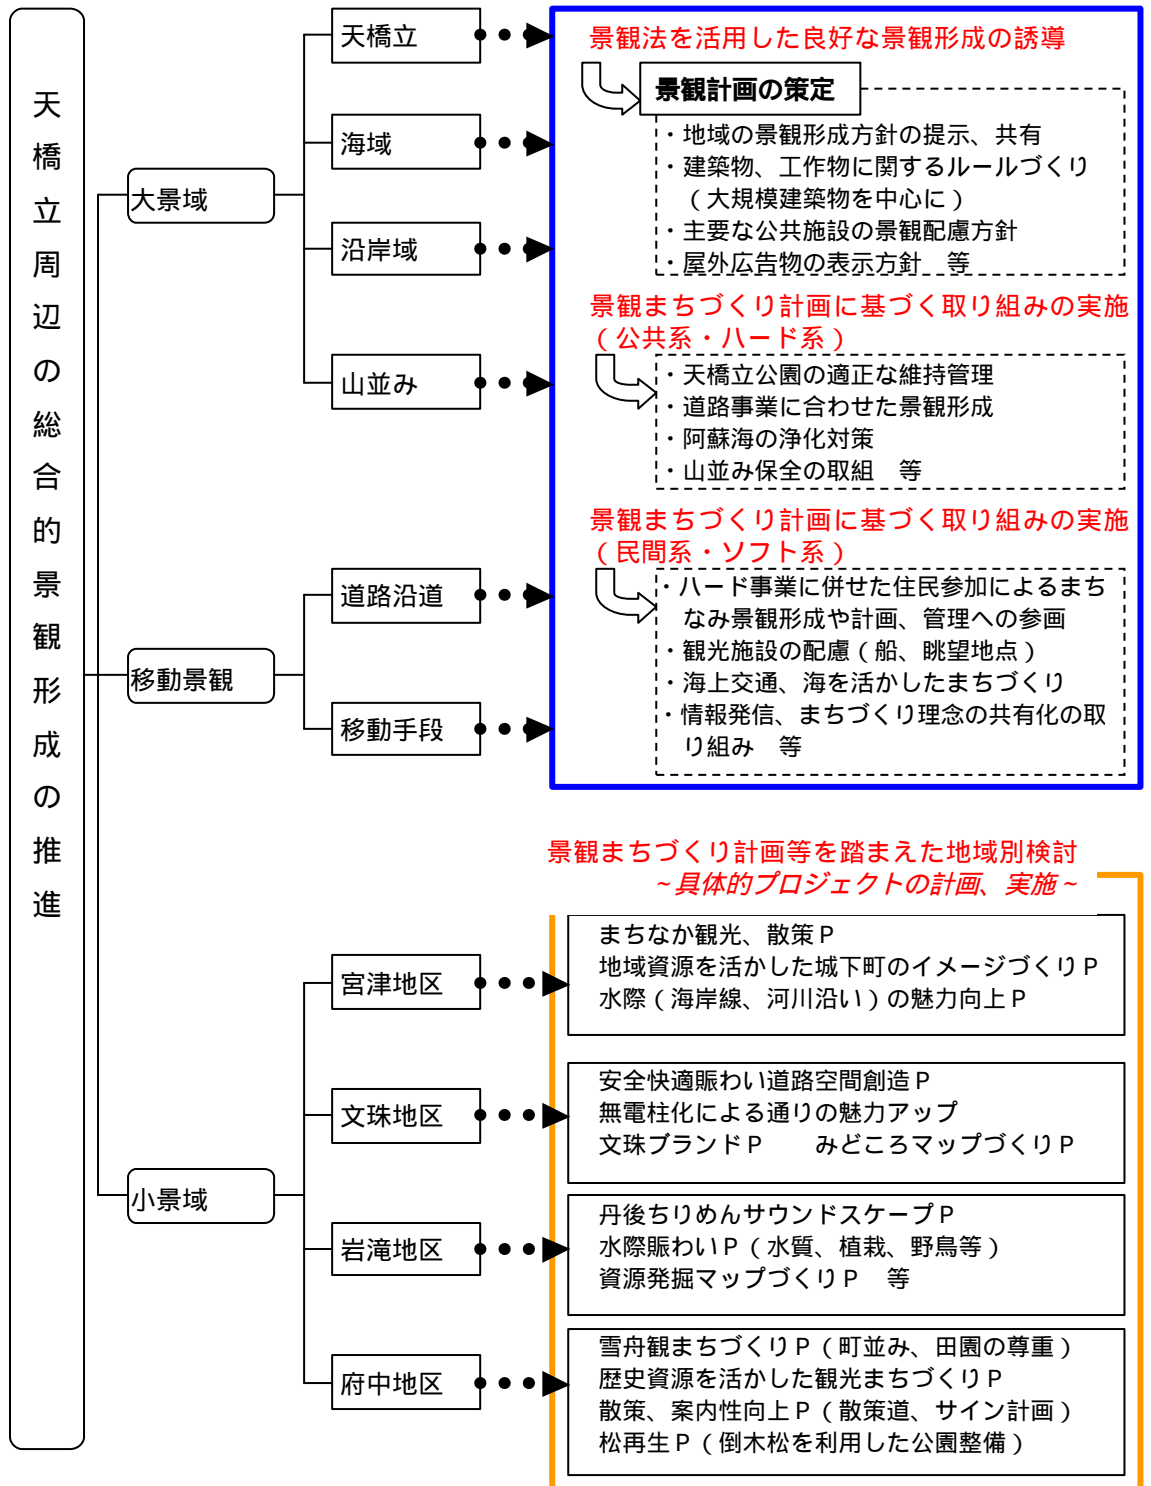 天橋立周辺の総合的景観形成の推進
大景域
天橋立
海域
沿岸域
山並み
景観法を活用した良好な景観形成の誘導
景観計画の策定
・地域の景観形成方針の提示、共有
・建築物、工作物に関するルールづくり
（大規模建築物を中心に）
・主要な公共施設の景観配慮方針
・屋外広告物の表示方針　等
景観まちづくり計画に基づく取り組みの実施
（公共系・ハード系）
・天橋立公園の適正な維持管理
・道路事業に合わせた景観形成
・阿蘇海の浄化対策
・山並み保全の取組　等
景観まちづくり計画に基づく取り組みの実施
（民間系・ソフト系）
・ハード事業に併せた住民参加によるまち
なみ景観形成や計画、管理への参画
・観光施設の配慮（船、眺望地点）
・海上交通、海を活かしたまちづくり
・情報発信、まちづくり理念の共有化の取
り組み　等
移動景観
道路沿道
移動手段
景観まちづくり計画等を踏まえた地域別検討
～具体的プロジェクトの計画、実施～
小景域
宮津地区
まちなか観光、散策Ｐ
地域資源を活かした城下町のイメージづくりＰ
水際（海岸線、河川沿い）の魅力向上Ｐ
文珠地区
安全快適賑わい道路空間創造Ｐ
無電柱化による通りの魅力アップ
文珠ブランドＰ　　みどころマップづくりＰ
岩滝地区
丹後ちりめんサウンドスケープＰ
水際賑わいＰ（水質、植栽、野鳥等）
資源発掘マップづくりＰ　等
府中地区
雪舟観まちづくりＰ（町並み、田園の尊重）
歴史資源を活かした観光まちづくりＰ
散策、案内性向上Ｐ（散策道、サイン計画）
松再生Ｐ（倒木松を利用した公園整備）